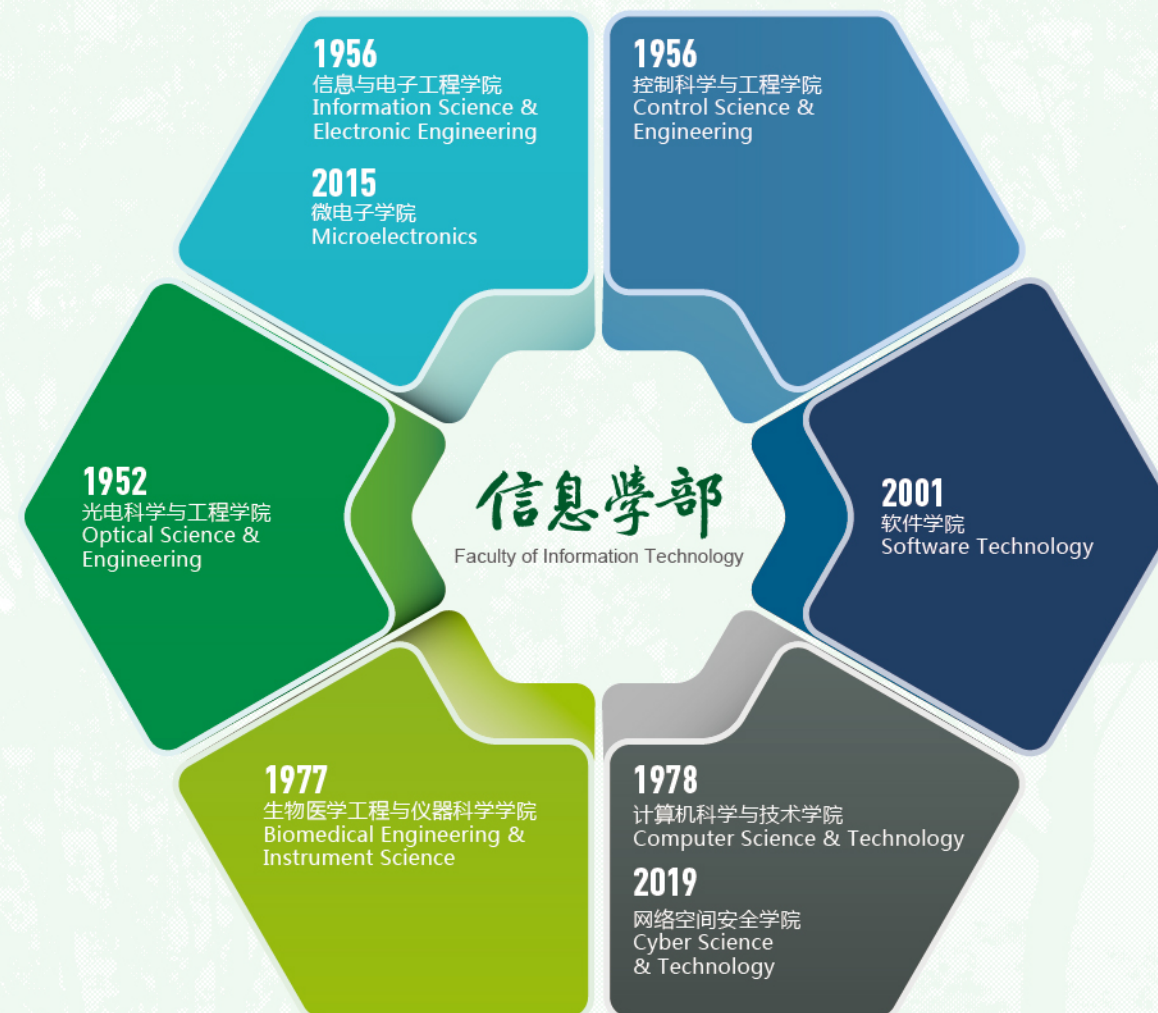 1956
信息与电子工程学院
Information Science &
Electronic Engineering
2015
微电子学院
Microelectronics
1956
控制科学与工程学院
Control Science &
Engineering
1952
光电科学与工程学院
Optical Science &
Engineering
信息學部
Faculty of Information Technology
2001
软件学院
Software Technology
1977
生物医学工程与仪器科学学院
Biomedical Engineering &
Instrument Science
1978
计算机科学与技术学院
Computer Science & Technology
2019
网络空间安全学院
Cyber Science
& Technology